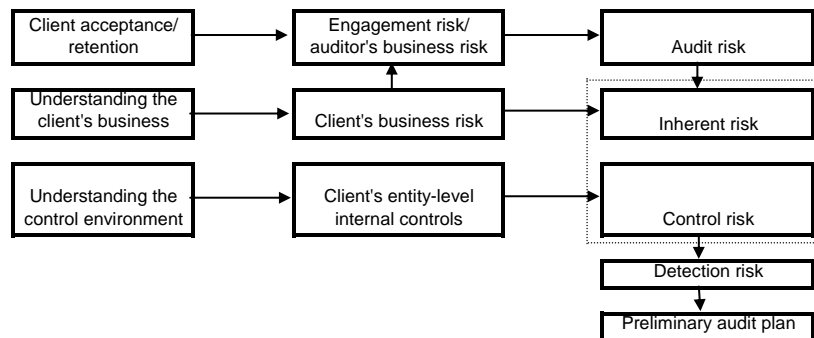 Client acceptance/
retention
Engagement risk/
auditor's business risk
Audit risk
Understanding the
client's business
Client's business risk
Inherent risk
Understanding the
control environment
Client's entity-level
internal controls
Control risk
Detection risk
Preliminary audit plan